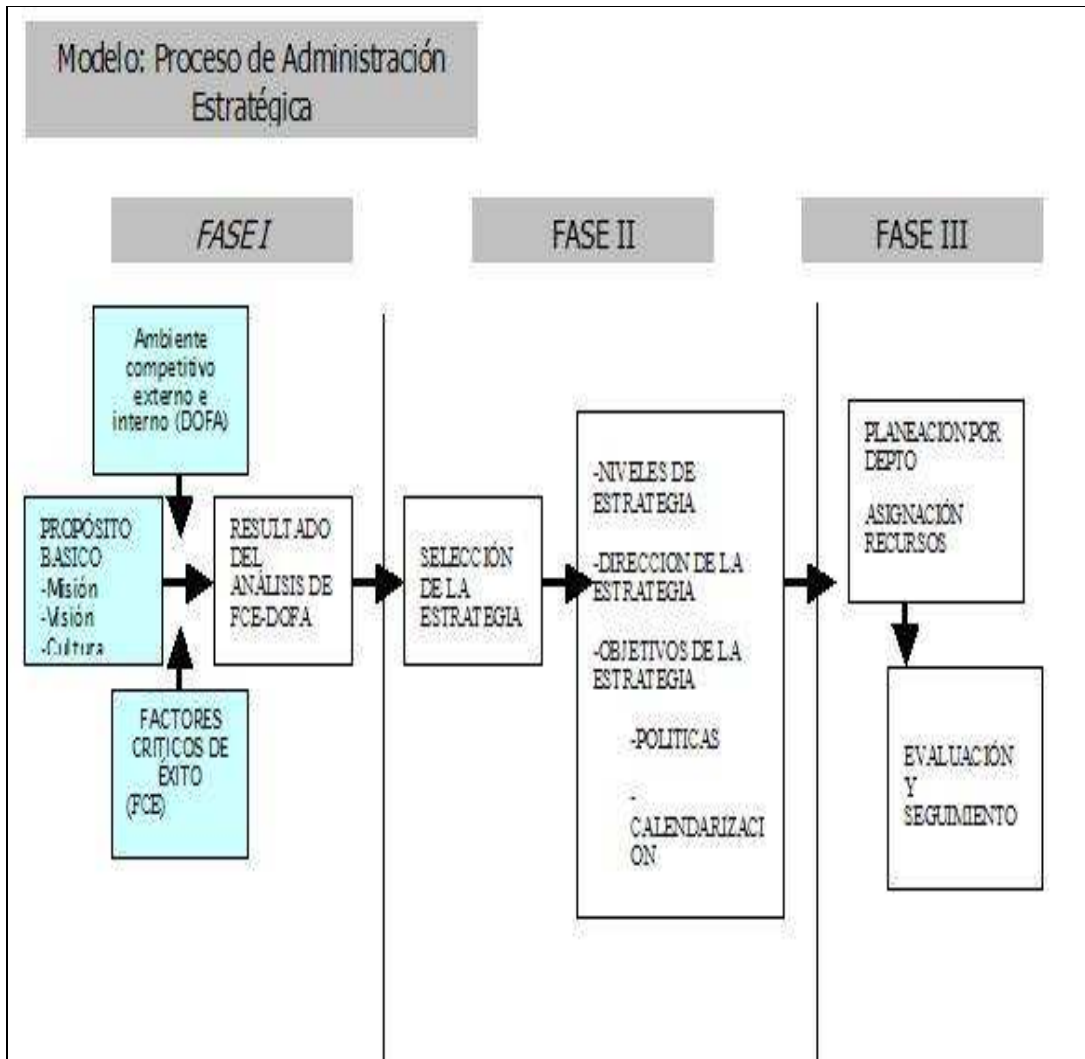 Modelo: Proceso de Administración
Estratégica
FASE I
FASE II
FASE III
Ambiente
competitivo
externo e
interno (DOFA)
PROPÓSITO
BASICO
-Misión
-Visión
-Cultura
RESULTADO
DEL
ANÁLISIS DE
FCE-DOFA
FACTORES
CRITICOS DE
ÉXITO
(FCE)
SELECCIÓN
DE LA
ESTRATEGIA
-NIVELES DE
ESTRATEGIA
-DIRECCION DE LA
ESTRATEGIA
-OBJETIVOS DE LA
ESTRATEGIA
-POLITICAS
-
CALENDARIZACI
ON
PLANEACION POR
DEPTO
ASIGNACIÓN
RECURSOS
EVALUACIÓN
Y
SEGUIMIENTO